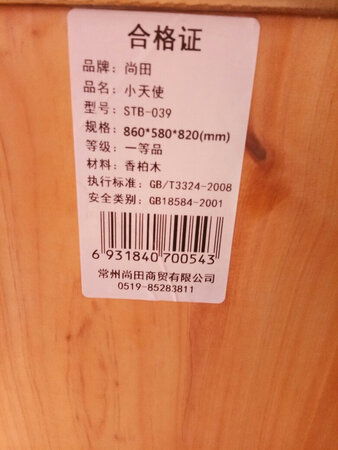 合格证
品牌：尚田
品名：小天使
型号：STB-039
规格：860*580*820(mm)
等级：一等品
材料：香柏木
执行标准：GB/T3324-2008
安全类别：GB18584-2001
6 931840 700543
常州尚田商贸有限公司
0519-85283811